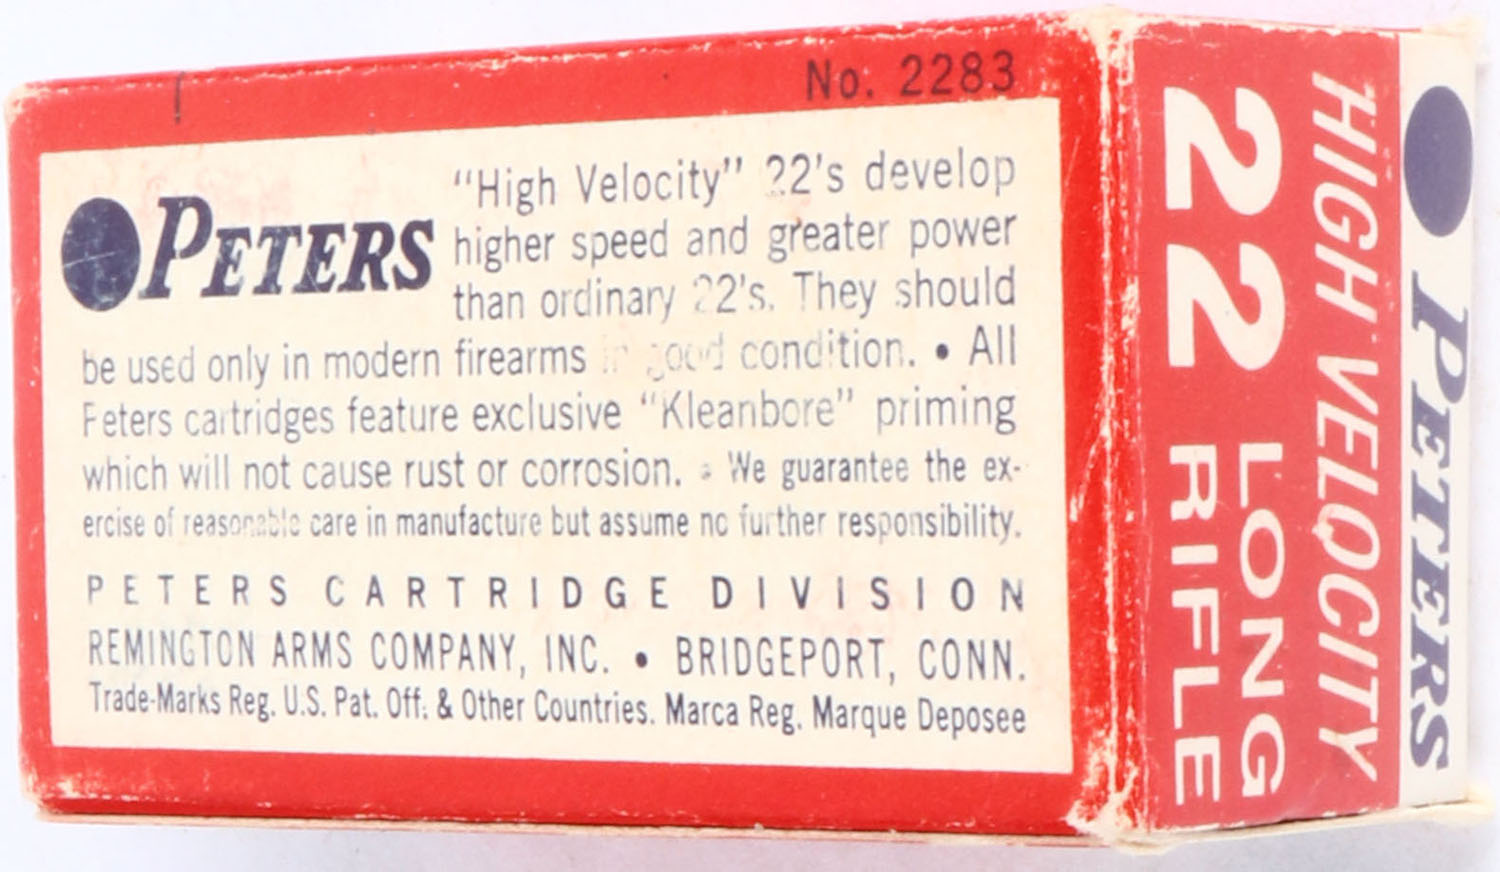 No. 2283
PETERS
"High Velocity" 22's develop
higher speed and greater power
than ordinary 22's. They should
be used only in modern firearms in good condition. • All
Peters cartridges feature exclusive "Kleanbore" priming
which will not cause rust or corrosion. • We guarantee the ex-
ercise of reasonable care in manufacture but assume no further responsibility.
PETERS CARTRIDGE DIVISION
REMINGTON ARMS COMPANY, INC. • BRIDGEPORT, CONN.
Trade-Marks Reg. U.S. Pat. Off. & Other Countries. Marca Reg. Marque Deposee
PETERS
HIGH VELOCITY
22 LONG
RIFLE